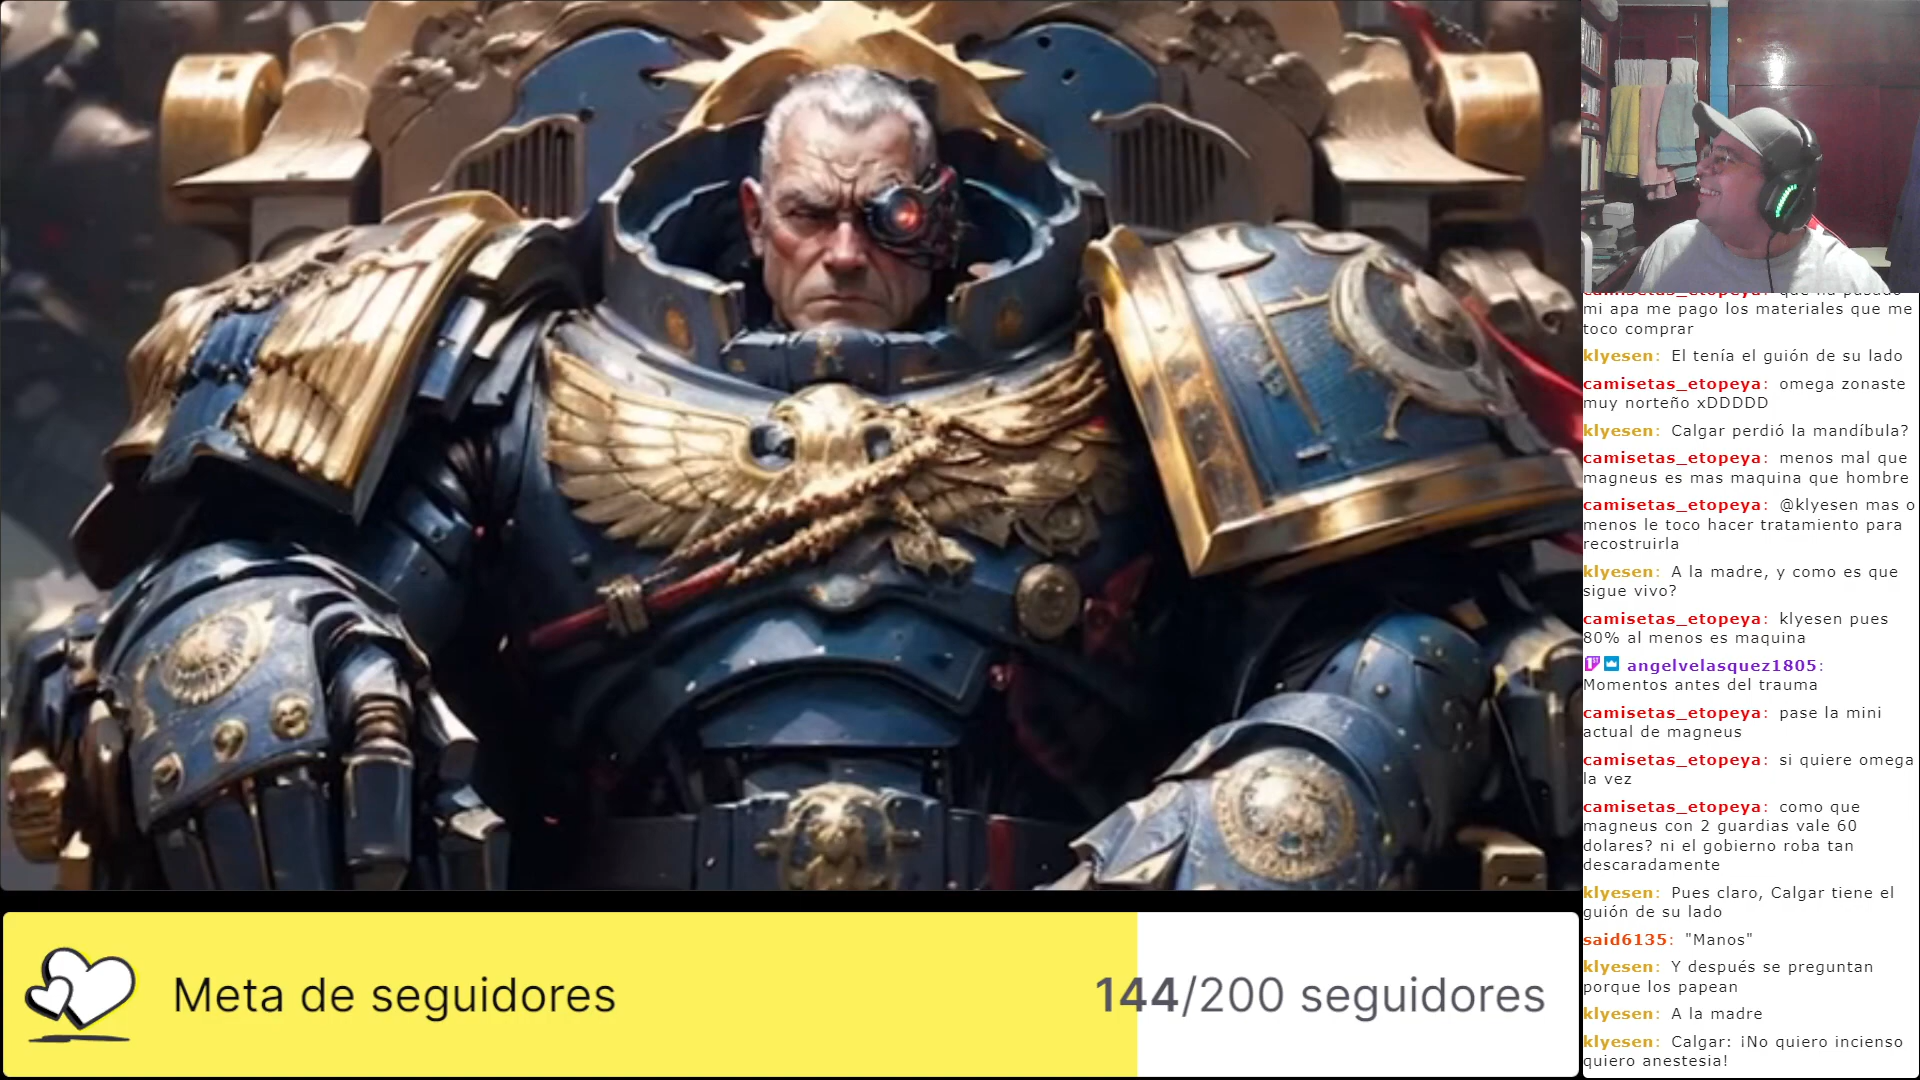 Meta de seguidores
144/200 seguidores
camisetas_etopeya: que ha pasado
mi apa me pago los materiales que me
toco comprar
klyesen: El tenía el guión de su lado
camisetas_etopeya: omega zonaste
muy norteño xDDDDD
klyesen: Calgar perdió la mandíbula?
camisetas_etopeya: menos mal que
magneus es mas maquina que hombre
camisetas_etopeya: @klyesen mas o
menos le toco hacer tratamiento para
recostruirla
klyesen: A la madre, y como es que
sigue vivo?
camisetas_etopeya: klyesen pues
80% al menos es maquina
angelvelasquez1805:
Momentos antes del trauma
camisetas_etopeya: pase la mini
actual de magneus
camisetas_etopeya: si quiere omega
la vez
camisetas_etopeya: como que
magneus con 2 guardias vale 60
dolares? ni el gobierno roba tan
descaradamente
klyesen: Pues claro, Calgar tiene el
guión de su lado
said6135: "Manos"
klyesen: Y después se preguntan
porque los papean
klyesen: A la madre
klyesen: Calgar: ¡No quiero incienso
quiero anestesia!